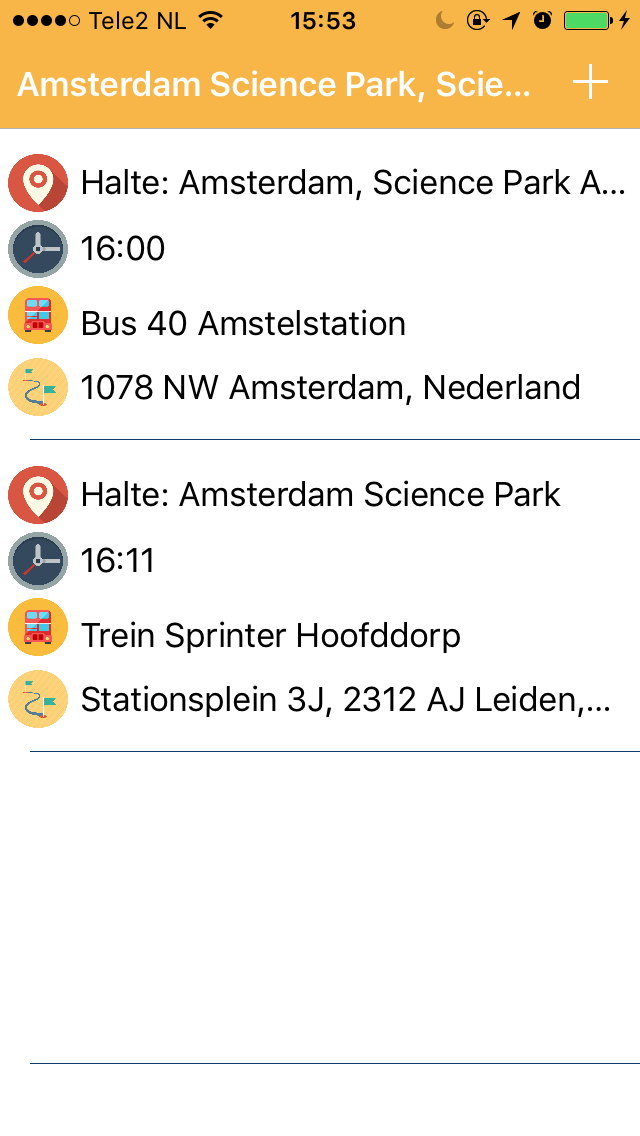 Tele2 NL 15:53
Amsterdam Science Park, Scie...
Halte: Amsterdam, Science Park A...
16:00
Bus 40 Amstelstation
1078 NW Amsterdam, Nederland
Halte: Amsterdam Science Park
16:11
Trein Sprinter Hoofddorp
Stationsplein 3J, 2312 AJ Leiden,...